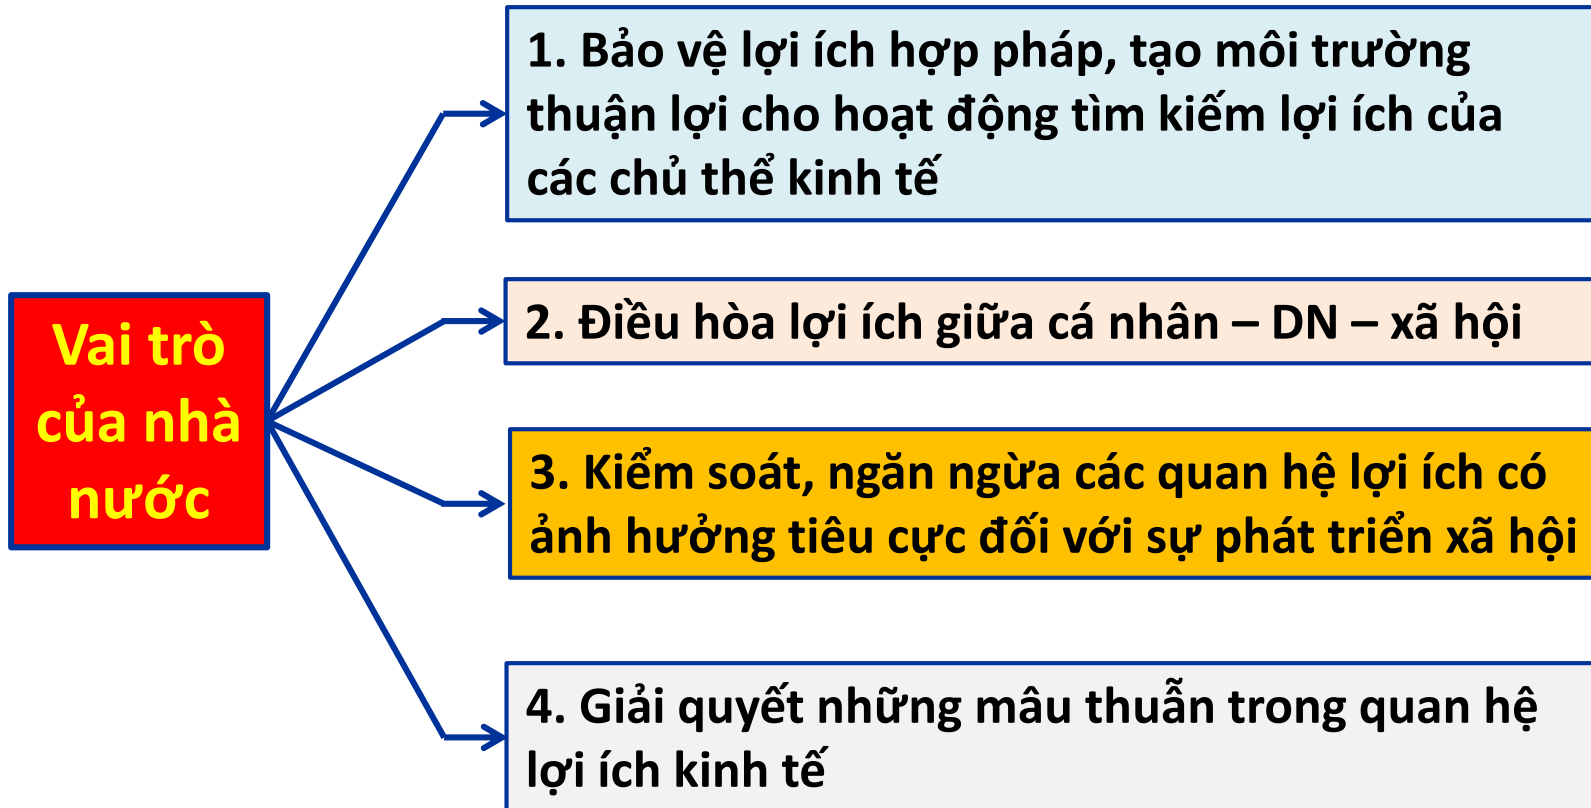 Vai trò
của nhà
nước
1. Bảo vệ lợi ích hợp pháp, tạo môi trường
thuận lợi cho hoạt động tìm kiếm lợi ích của
các chủ thể kinh tế
2. Điều hòa lợi ích giữa cá nhân – DN – xã hội
3. Kiểm soát, ngăn ngừa các quan hệ lợi ích có
ảnh hưởng tiêu cực đối với sự phát triển xã hội
4. Giải quyết những mâu thuẫn trong quan hệ
lợi ích kinh tế